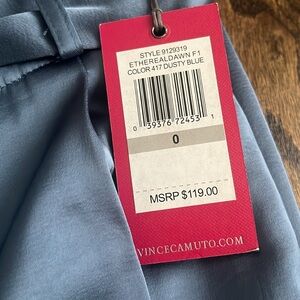 STYLE 9129319
ETHEREALDAWN F1
COLOR 417 DUSTY BLUE
0 39376 72453 1
0
MSRP $119.00
VINCECAMUTO.COM